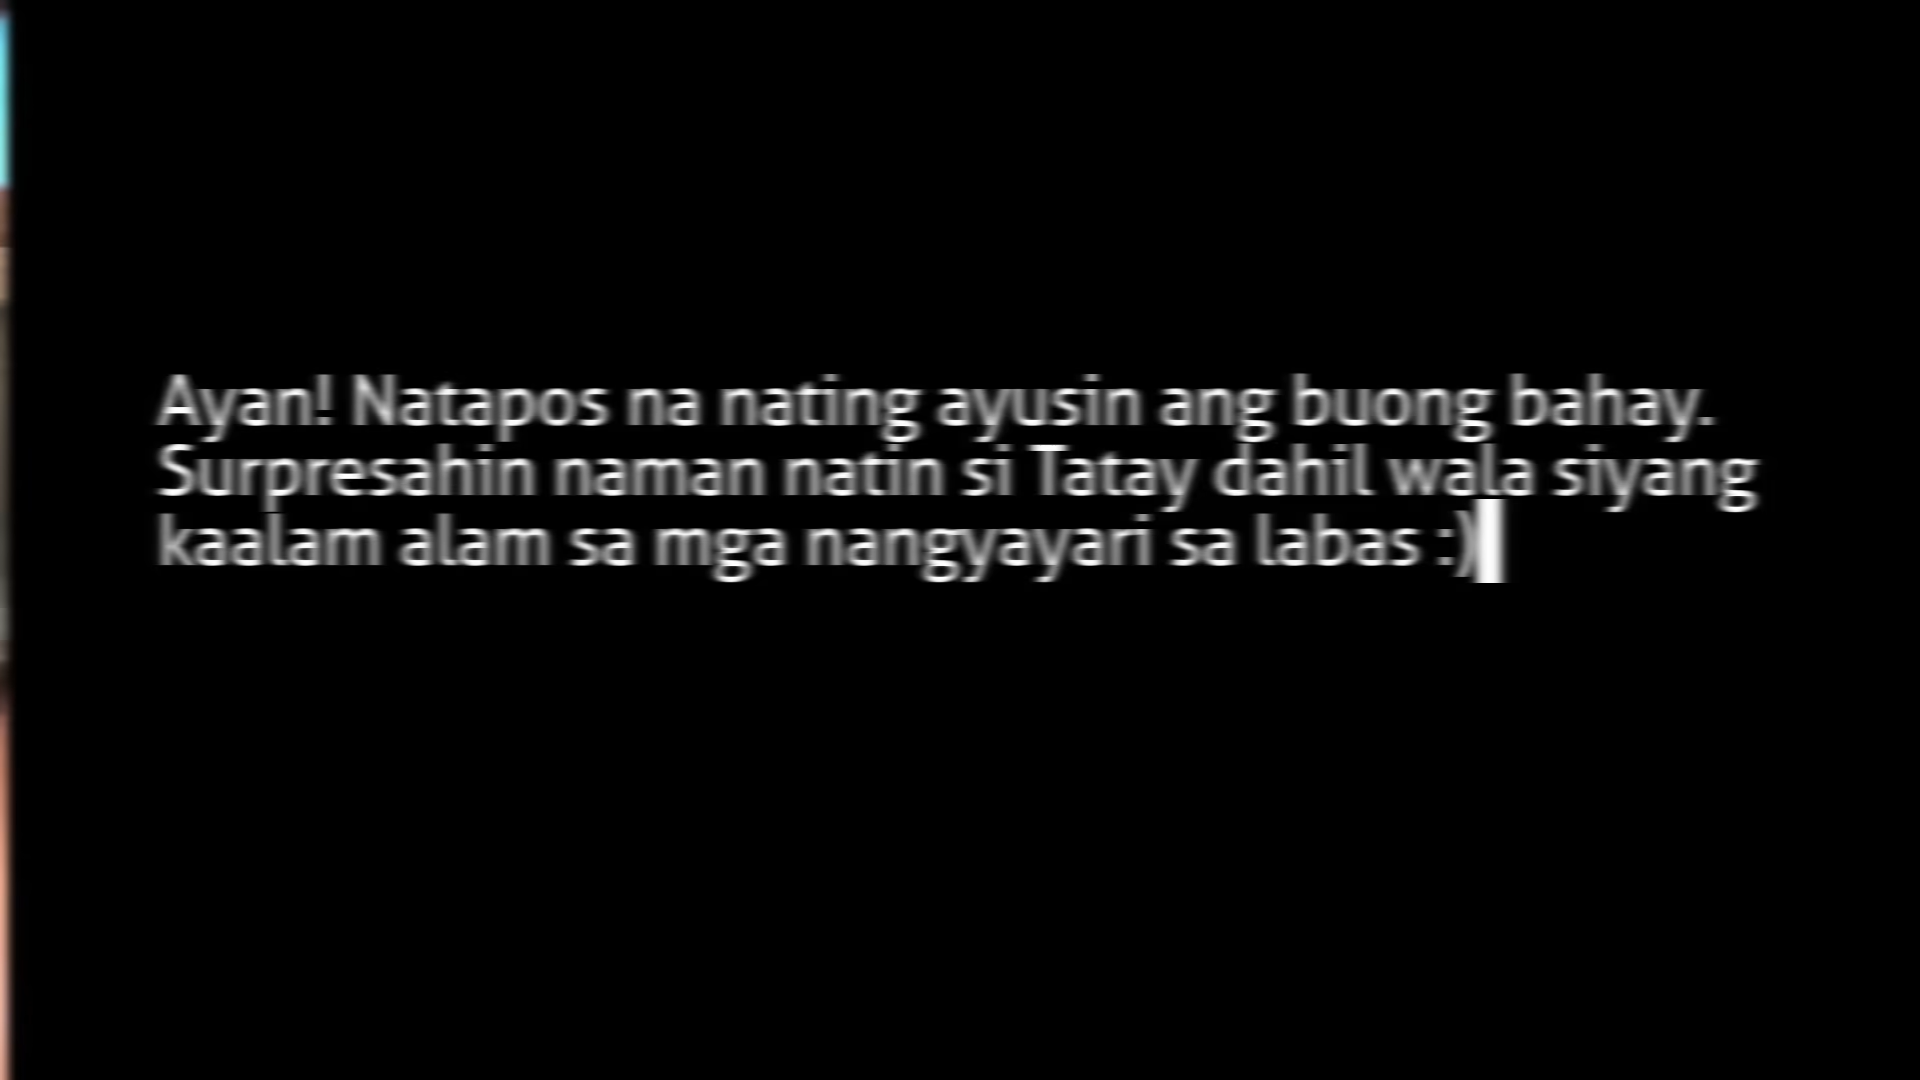 Ayan! Natapos na nating ayusin ang buong bahay.
Surpresahin naman natin si Tatay dahil wala siyang
kaalam alam sa mga nangyayari sa labas :)